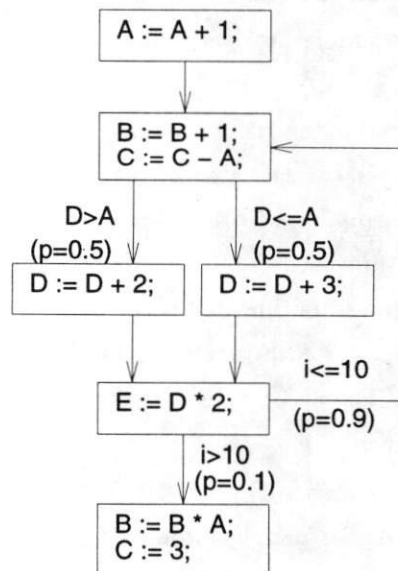 A := A + 1;
B := B + 1;
C := C – A;
D>A
(p=0.5)
D<=A
(p=0.5)
D := D + 2;
D := D + 3;
i<=10
(p=0.9)
E := D * 2;
i>10
(p=0.1)
B := B * A;
C := 3;